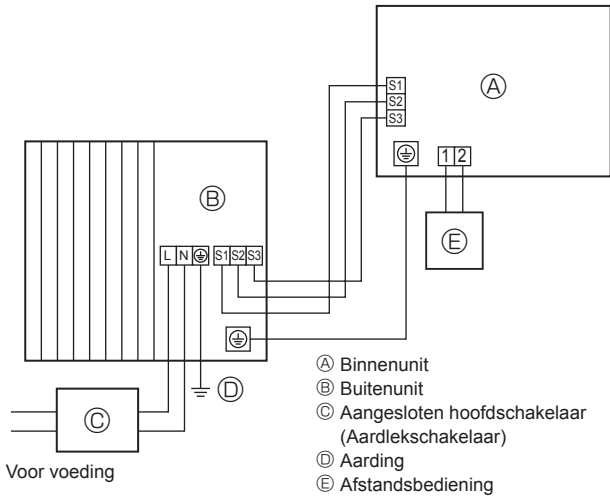 S1
S2
S3
Ⓐ
⏚ 1 2
Ⓑ
Ⓔ
L N ⏚ S1 S2 S3
⏚
Ⓓ
Ⓒ
Voor voeding
Ⓐ Binnenunit
Ⓑ Buitenunit
Ⓒ Aangesloten hoofdschakelaar
(Aardlekschakelaar)
Ⓓ Aarding
Ⓔ Afstandsbediening